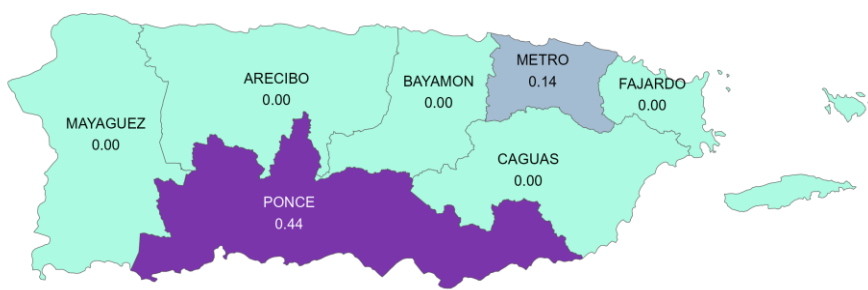 METRO
0.14
ARECIBO
0.00
BAYAMON
0.00
FAJARDO
0.00
MAYAGUEZ
0.00
CAGUAS
0.00
PONCE
0.44